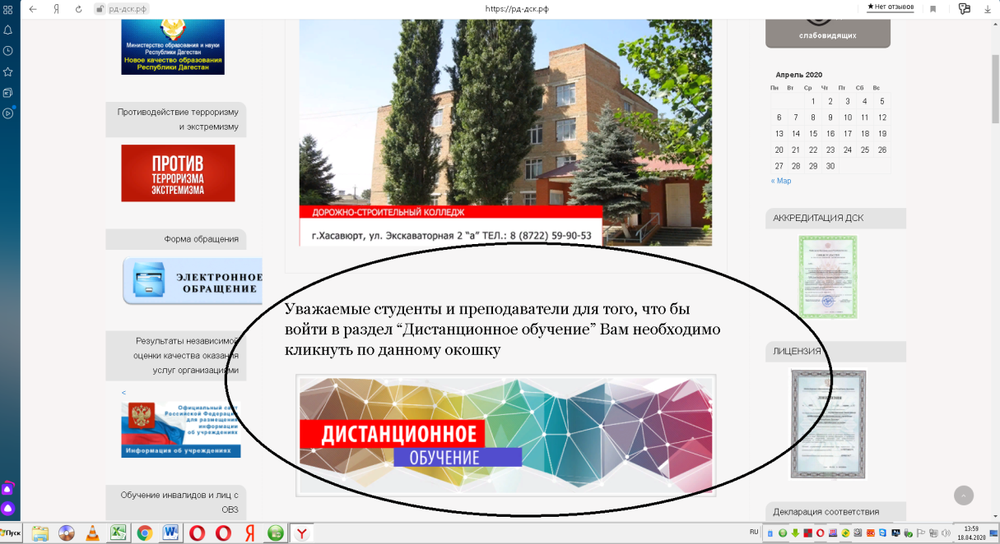 рд-дск.рф
https://рд-дск.рф
★ Нет отзывов
Министерство образования и науки
Республики Дагестан
Новое качество образования
Республики Дагестан
Противодействие терроризму
и экстремизму
ПРОТИВ
ТЕРРОРИЗМА
ЭКСТРЕМИЗМА
Форма обращения
ЭЛЕКТРОННОЕ
ОБРАЩЕНИЕ
Результаты независимой
оценки качества оказания
услуг организациями
<
Официальный сайт
Российской Федерации
для размещения
информации
об учреждениях
Информация об учреждениях
Обучение инвалидов и лиц с
ОВЗ
ДОРОЖНО-СТРОИТЕЛЬНЫЙ КОЛЛЕДЖ
г.Хасавюрт, ул. Экскаваторная 2 “а” ТЕЛ.: 8 (8722) 59-90-53
Уважаемые студенты и преподаватели для того, что бы
войти в раздел “Дистанционное обучение” Вам необходимо
кликнуть по данному окошку
ДИСТАНЦИОННОЕ
ОБУЧЕНИЕ
слабовидящих
Апрель 2020
Пн Вт Ср Чт Пт Сб Вс
1 2 3 4 5
6 7 8 9 10 11 12
13 14 15 16 17 18 19
20 21 22 23 24 25 26
27 28 29 30
« Мар
АККРЕДИТАЦИЯ ДСК
ЛИЦЕНЗИЯ
ЛИЦЕНЗИЯ
Декларация соответствия
Пуск
RU
13:59
18.04.2020